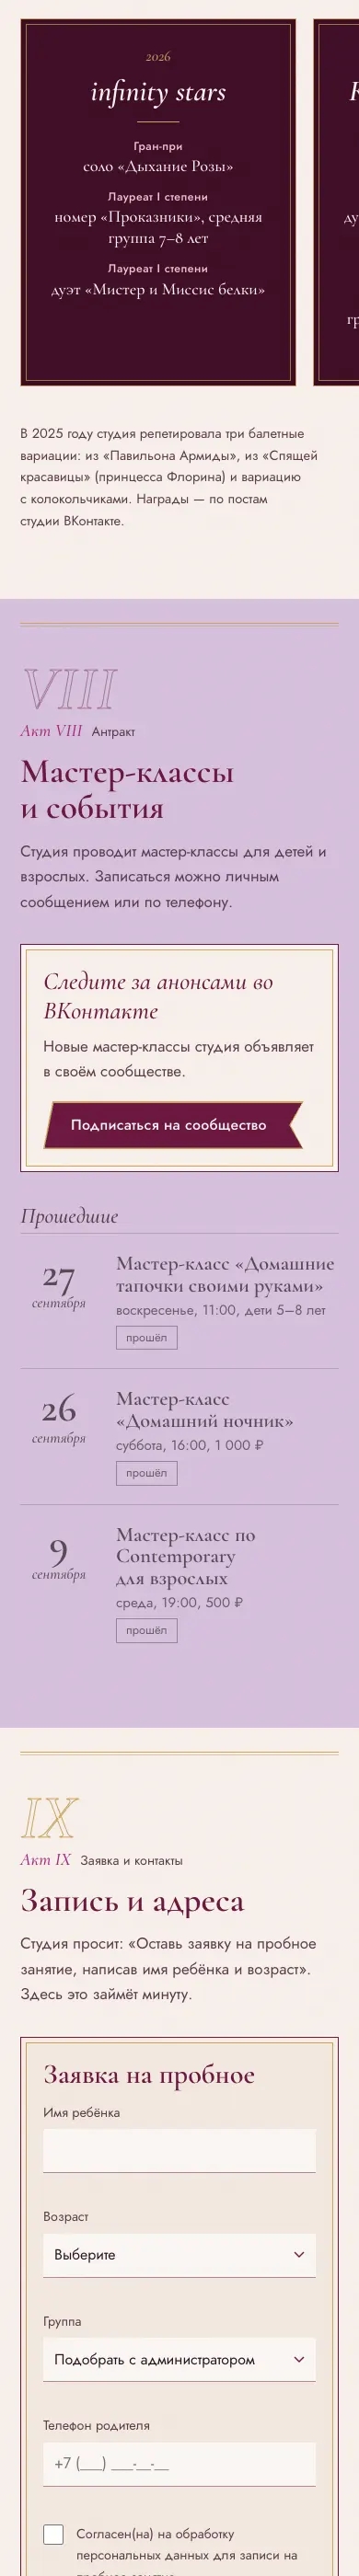 2026
infinity stars
Гран-при
соло «Дыхание Розы»
Лауреат I степени
номер «Проказники», средняя
группа 7–8 лет
Лауреат I степени
дуэт «Мистер и Миссис белки»
В 2025 году студия репетировала три балетные
вариации: из «Павильона Армиды», из «Спящей
красавицы» (принцесса Флорина) и вариацию
с колокольчиками. Награды — по постам
студии ВКонтакте.
VIII
Акт VIII Антракт
Мастер-классы
и события
Студия проводит мастер-классы для детей и
взрослых. Записаться можно личным
сообщением или по телефону.
Следите за анонсами во
ВКонтакте
Новые мастер-классы студия объявляет
в своём сообществе.
Подписаться на сообщество
Прошедшие
27
сентября
Мастер-класс «Домашние
тапочки своими руками»
воскресенье, 11:00, дети 5–8 лет
прошёл
26
сентября
Мастер-класс
«Домашний ночник»
суббота, 16:00, 1 000 ₽
прошёл
9
сентября
Мастер-класс по
Contemporary
для взрослых
среда, 19:00, 500 ₽
прошёл
IX
Акт IX Заявка и контакты
Запись и адреса
Студия просит: «Оставь заявку на пробное
занятие, написав имя ребёнка и возраст».
Здесь это займёт минуту.
Заявка на пробное
Имя ребёнка
Возраст
Выберите
Группа
Подобрать с администратором
Телефон родителя
+7 (___) ___-__-__
Согласен(на) на обработку
персональных данных для записи на